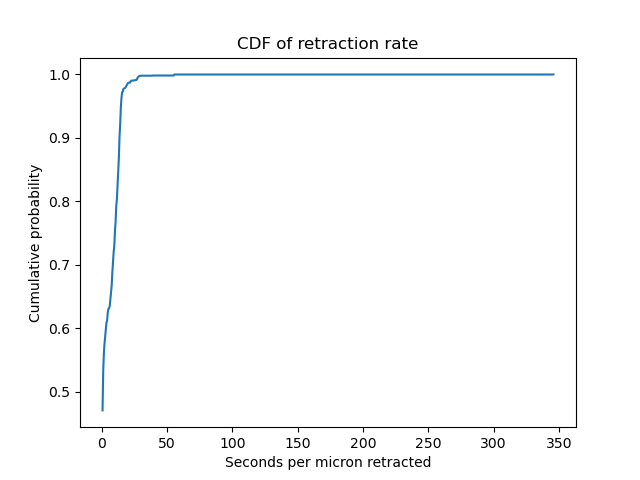 CDF of retraction rate
1.0
0.9
0.8
0.7
0.6
0.5
Cumulative probability
0 50 100 150 200 250 300 350
Seconds per micron retracted